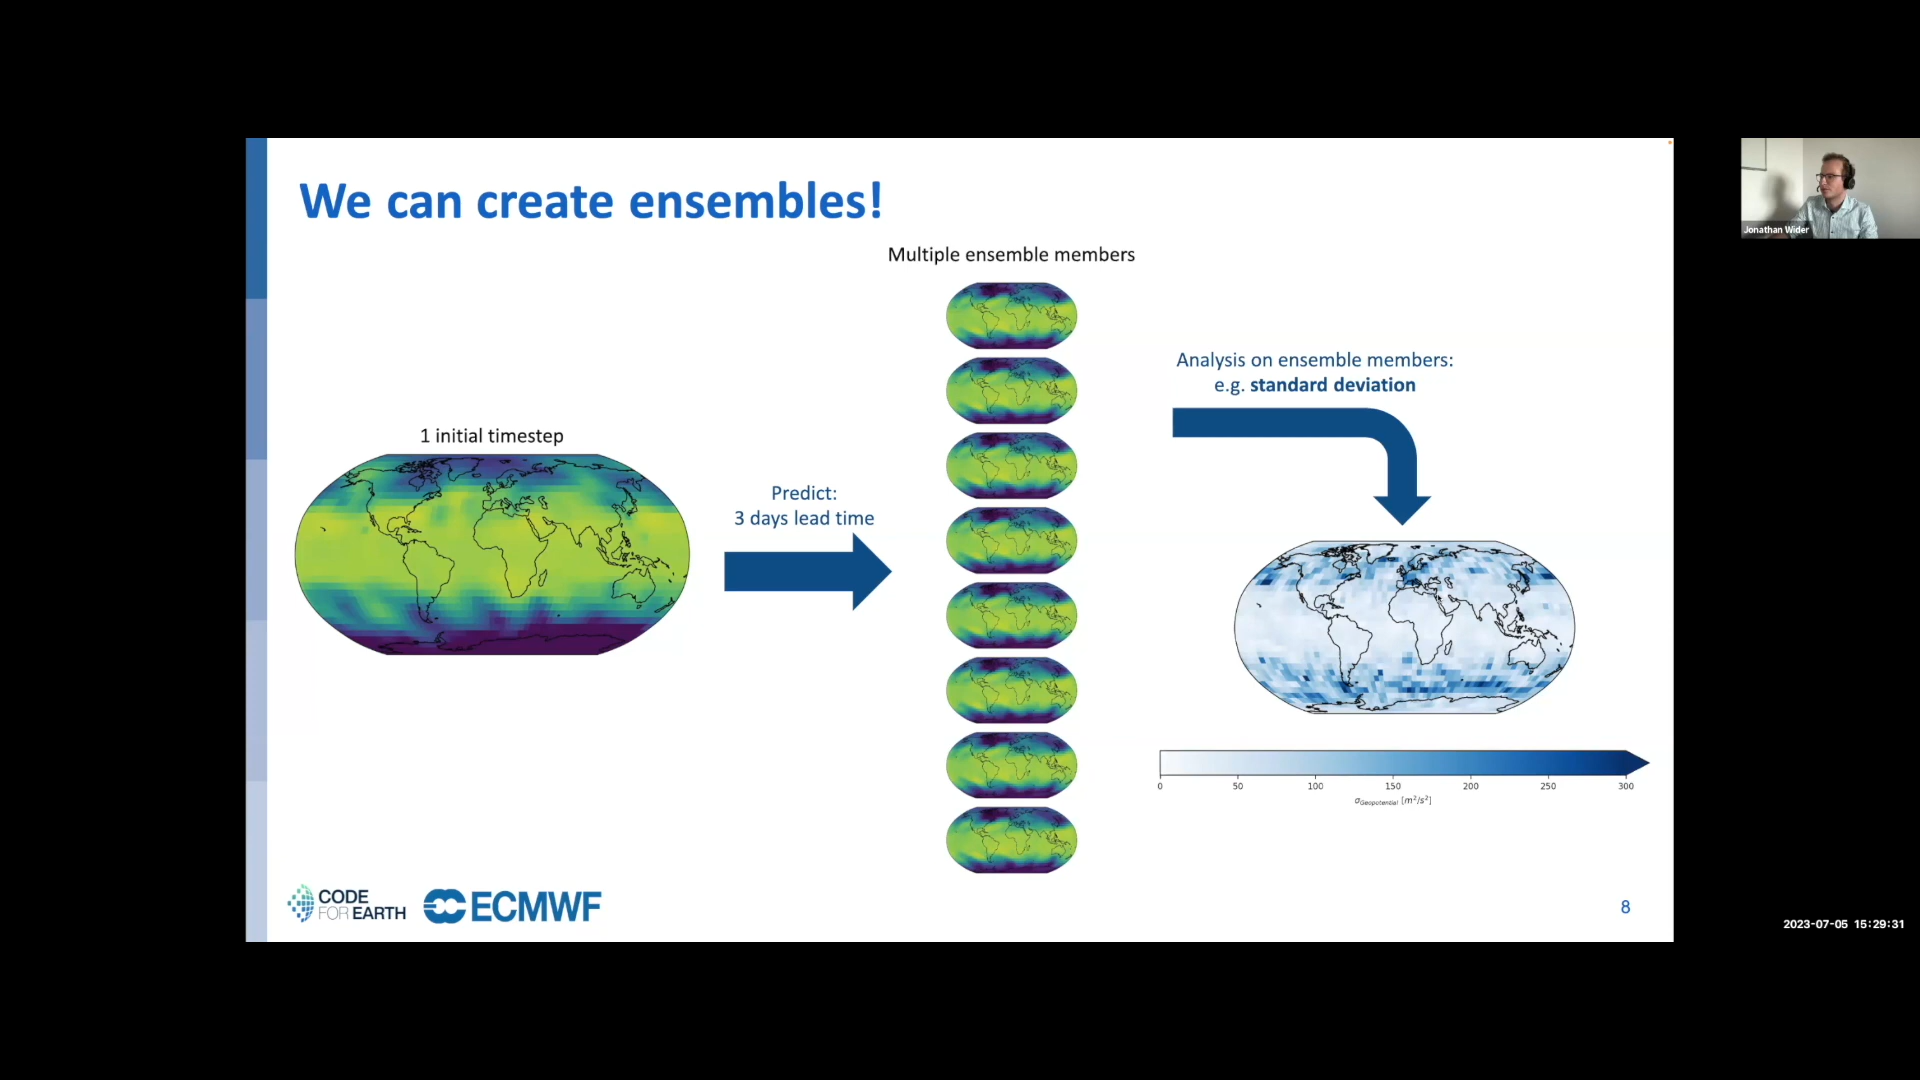 We can create ensembles!
Multiple ensemble members
1 initial timestep
Predict:
3 days lead time
Analysis on ensemble members:
e.g. standard deviation
0 50 100 150 200 250 300
σGeopotential [m²/s²]
CODE
FOR EARTH
ECMWF
8
Jonathan Wider
2023-07-05 15:29:31